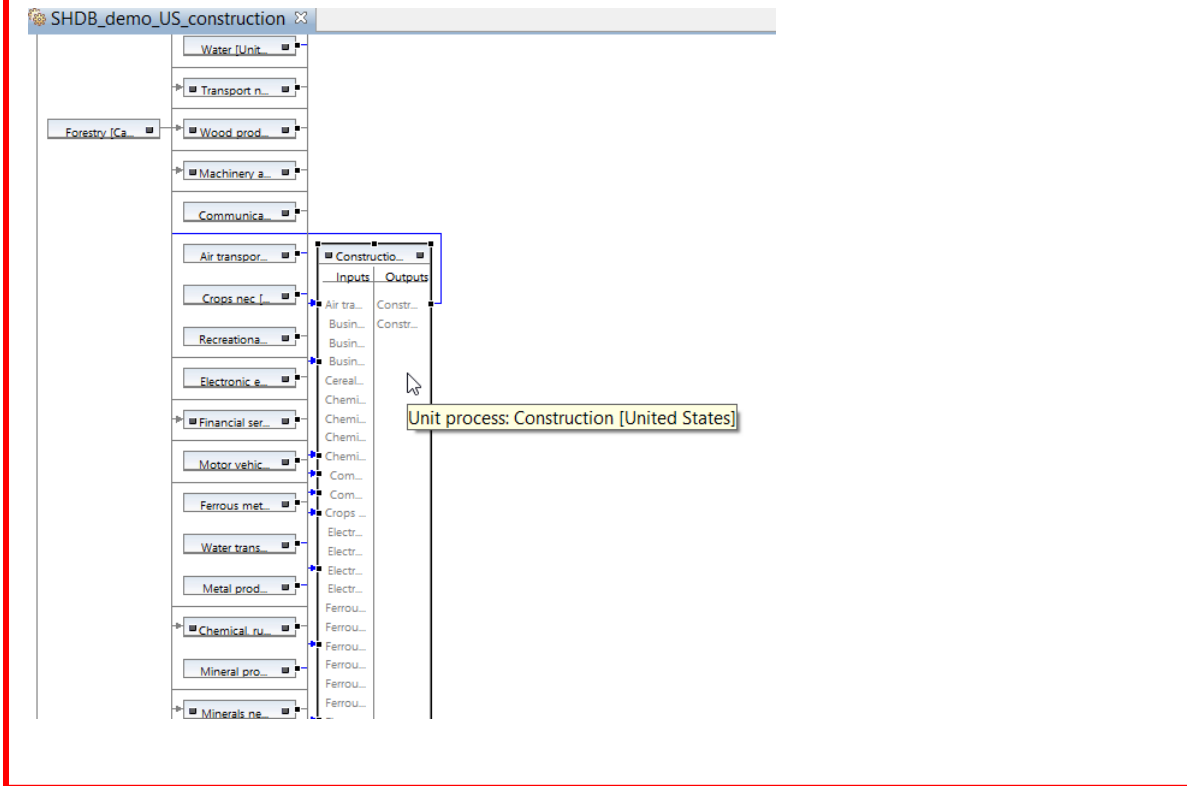 SHDB_demo_US_construction
Water [Unit...
Transport n...
Forestry [Ca...
Wood prod...
Machinery a...
Communica...
Air transpor...
Crops nec [...
Recreationa...
Electronic e...
Financial ser...
Motor vehic...
Ferrous met...
Water trans...
Metal prod...
Chemical, ru...
Mineral pro...
Minerals ne...
Constructio...
Inputs Outputs
Air tra... Constr...
Busin... Constr...
Busin...
Busin...
Cereal...
Chemi...
Chemi...
Chemi...
Chemi...
Com...
Com...
Crops ...
Electr...
Electr...
Electr...
Electr...
Ferrou...
Ferrou...
Ferrou...
Ferrou...
Ferrou...
Ferrou...
Unit process: Construction [United States]